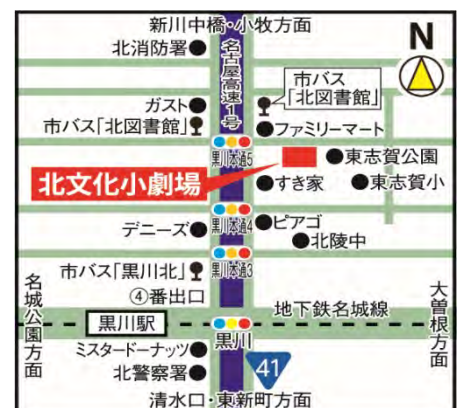 新川中橋・小牧方面
N
北消防署
名古屋高速1号
市バス
「北図書館」
ガスト
市バス「北図書館」
ファミリーマート
黒川本通5
東志賀公園
北文化小劇場
すき家
東志賀小
黒川本通4
ピアゴ
デニーズ
北陵中
市バス「黒川北」
黒川本通3
④番出口
名城公園方面
大曽根方面
地下鉄名城線
黒川駅
黒川
ミスタードーナッツ
41
北警察署
清水口・東新町方面